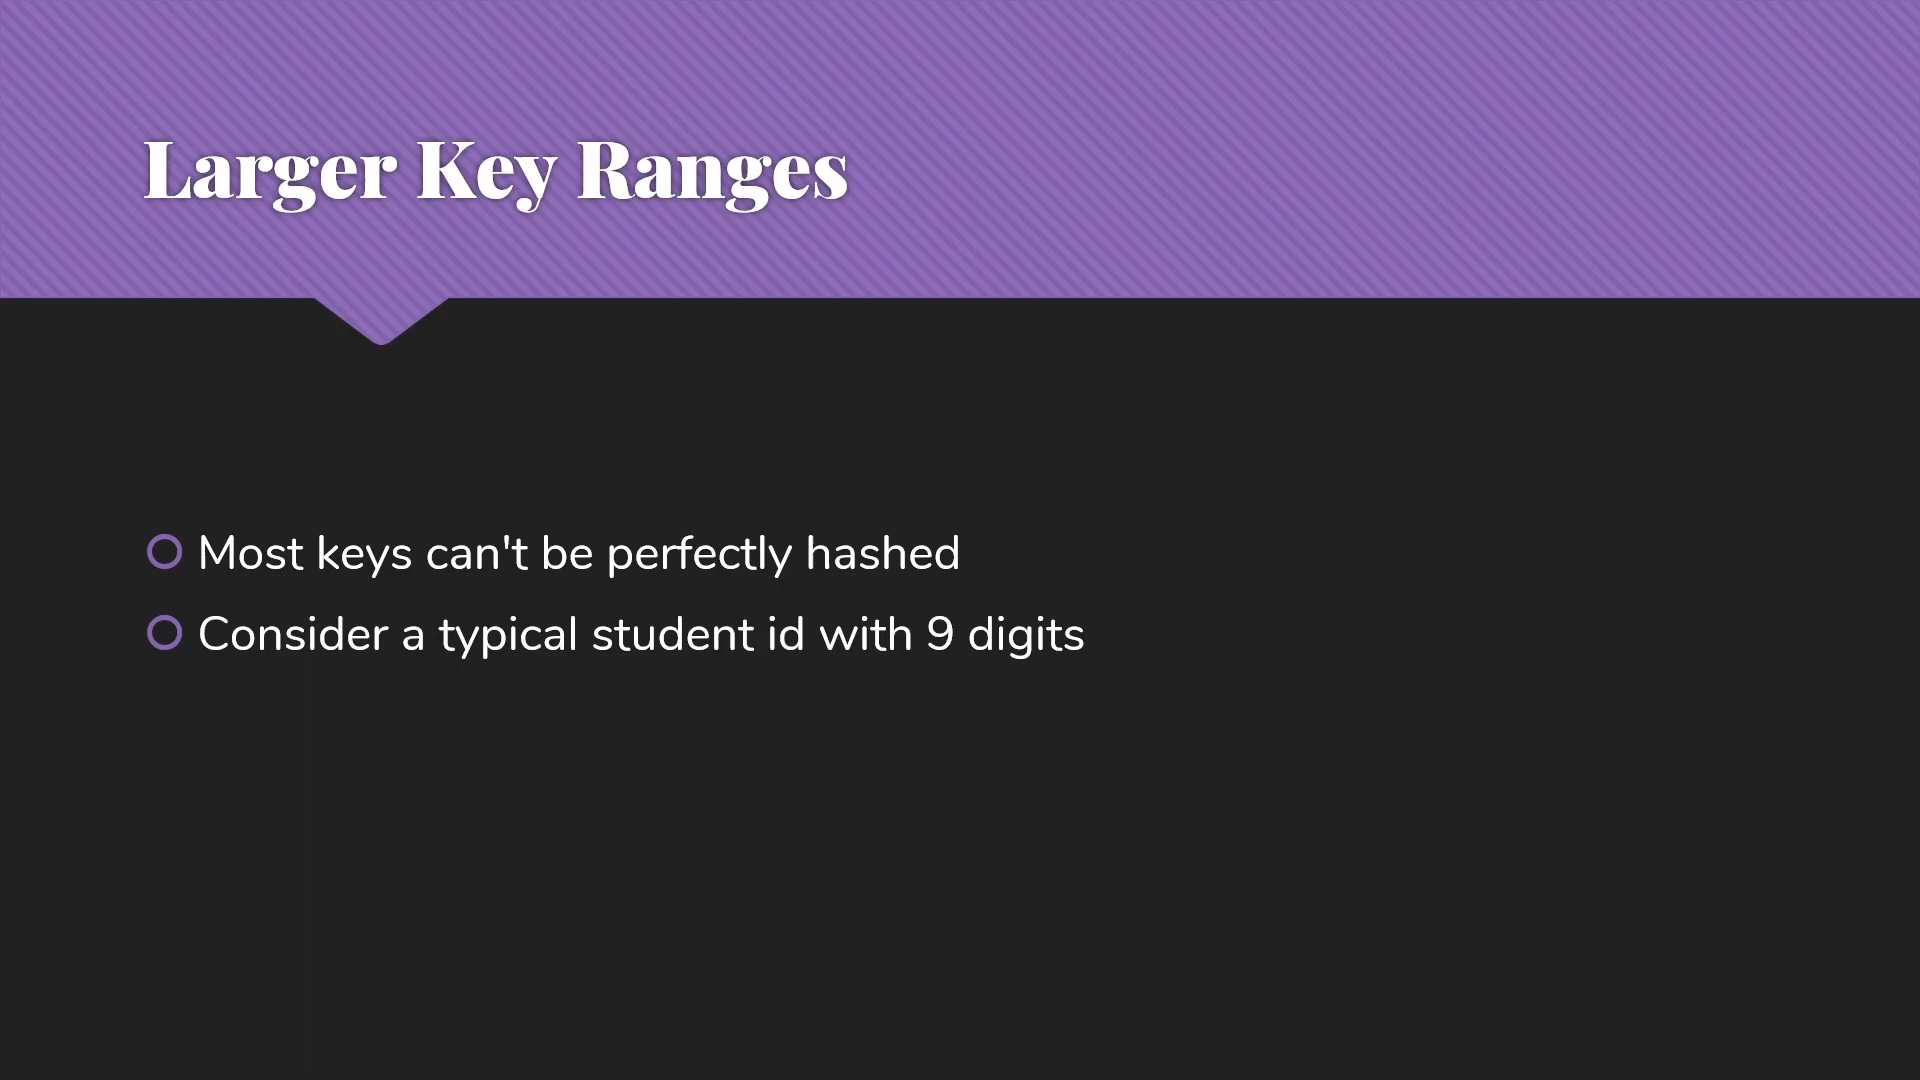 Larger Key Ranges
Most keys can't be perfectly hashed
Consider a typical student id with 9 digits